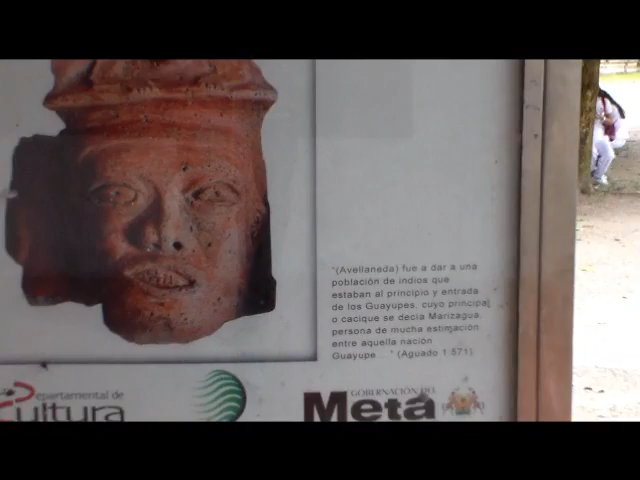 "(Avellaneda) fue a dar a una
población de indios que
estaban al principio y entrada
de los Guayupes, cuyo principal
o cacique se decía Marizagua,
persona de mucha estimación
entre aquella nación
Guayupe... " (Aguado 1.571)
epartamental de
Cultura
GOBERNACIÓN DEL
Meta